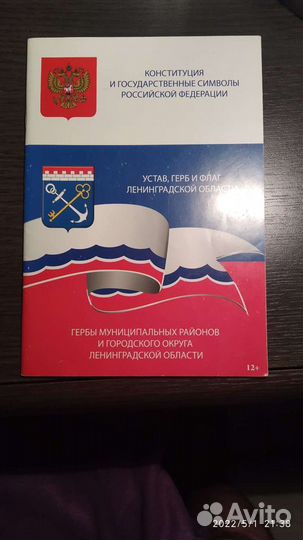 КОНСТИТУЦИЯ
И ГОСУДАРСТВЕННЫЕ СИМВОЛЫ
РОССИЙСКОЙ ФЕДЕРАЦИИ
УСТАВ, ГЕРБ И ФЛАГ
ЛЕНИНГРАДСКОЙ ОБЛАСТИ
ГЕРБЫ МУНИЦИПАЛЬНЫХ РАЙОНОВ
И ГОРОДСКОГО ОКРУГА
ЛЕНИНГРАДСКОЙ ОБЛАСТИ
12+
2022/5/1 21:38
Avito